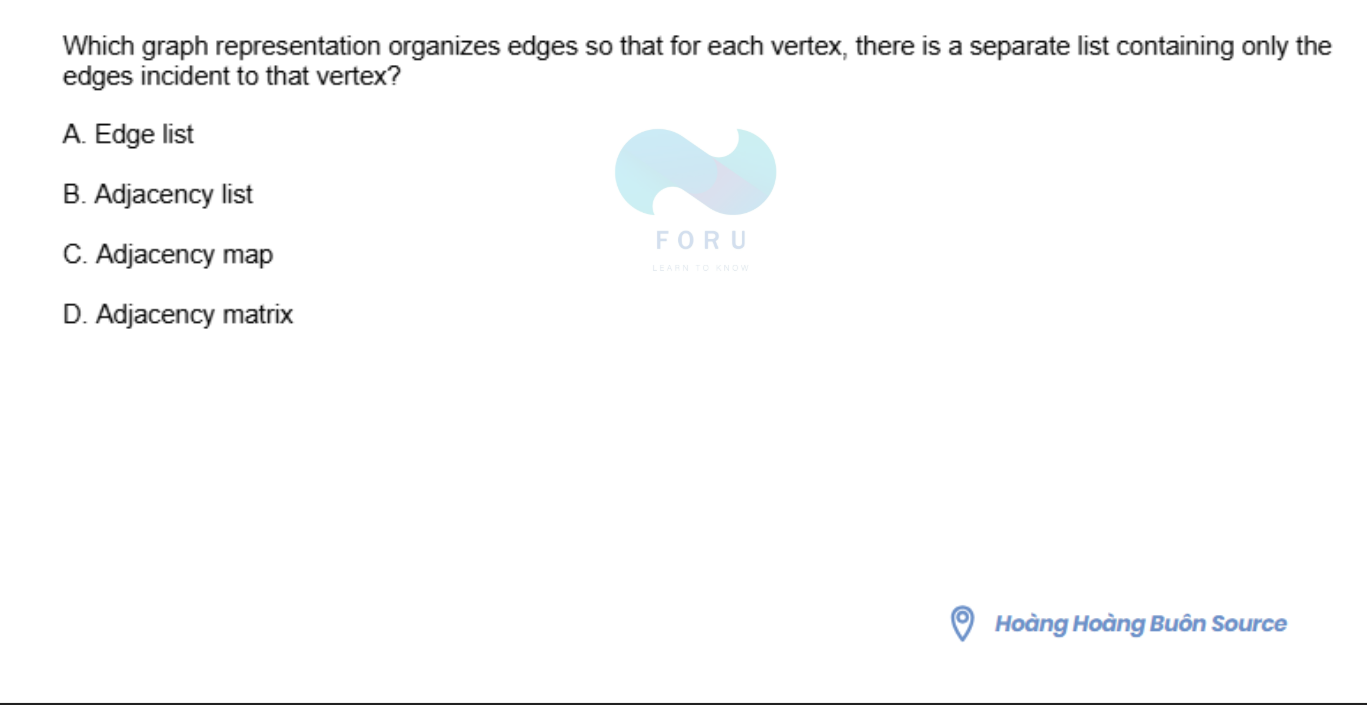 Which graph representation organizes edges so that for each vertex, there is a separate list containing only the
edges incident to that vertex?
A. Edge list
B. Adjacency list
C. Adjacency map
D. Adjacency matrix
FORU
LEARN TO KNOW
Hoàng Hoàng Buôn Source